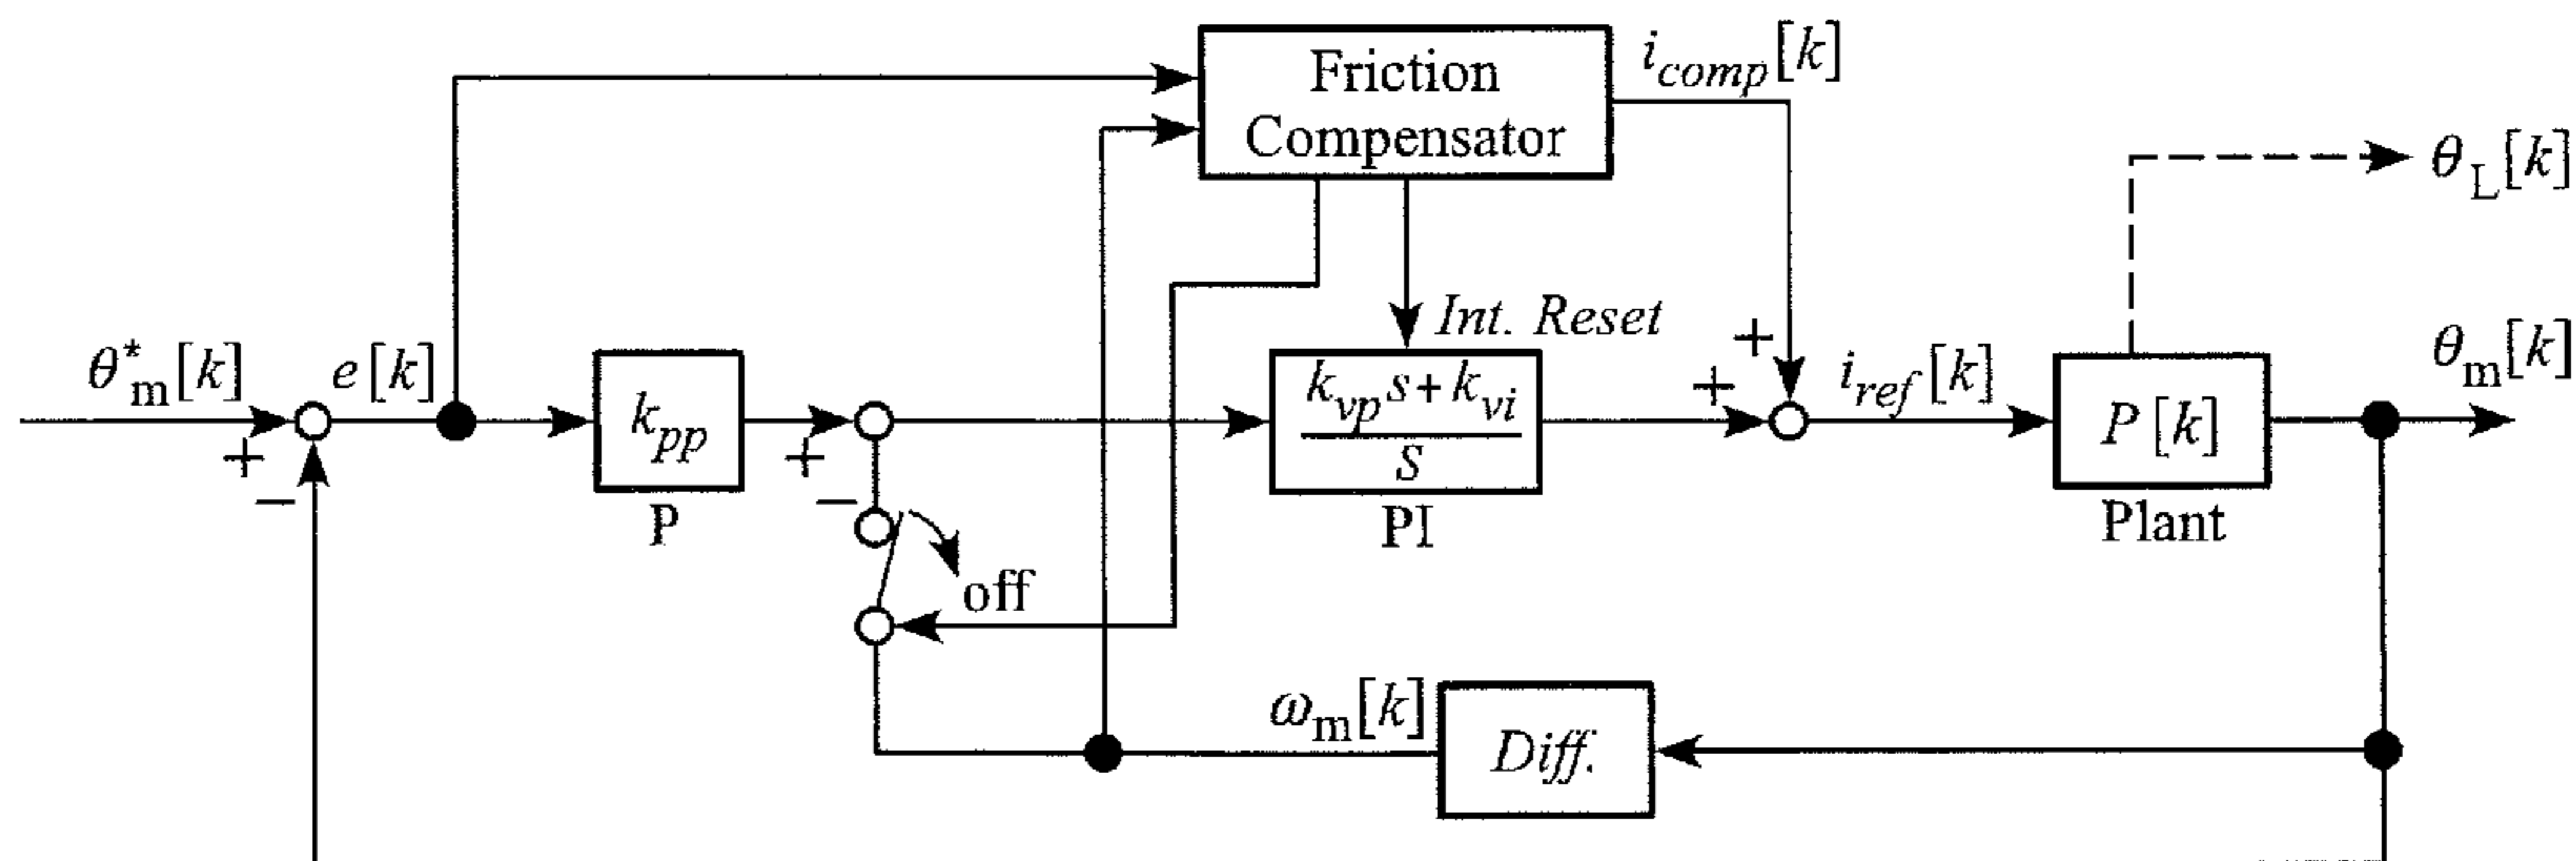 Friction
Compensator
i_comp[k]
θ_L[k]
Int. Reset
θ*_m[k]
e[k]
k_pp
P
+
−
+
−
off
k_vp s + k_vi
s
PI
+
+
i_ref[k]
P[k]
Plant
θ_m[k]
ω_m[k]
Diff.